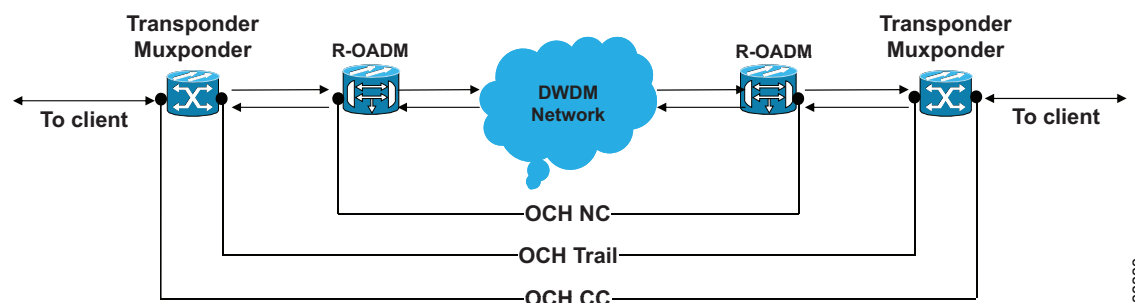 Transponder
Muxponder
R-OADM
DWDM
Network
R-OADM
Transponder
Muxponder
To client
To client
OCH NC
OCH Trail
OCH CC